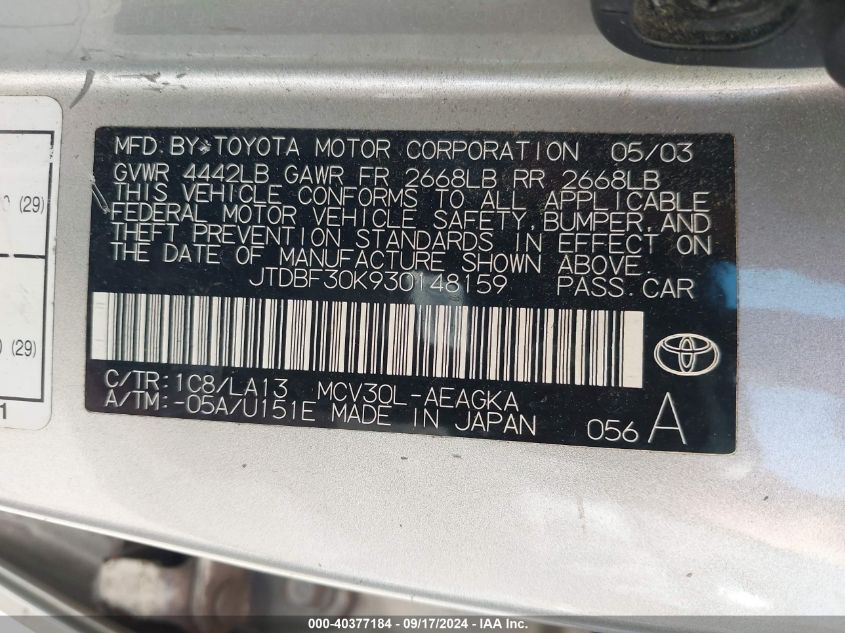 MFD.BY TOYOTA MOTOR CORPORATION 05/03
GVWR 4442LB GAWR FR 2668LB RR 2668LB
THIS VEHICLE CONFORMS TO ALL APPLICABLE
FEDERAL MOTOR VEHICLE SAFETY,BUMPER,AND
THEFT PREVENTION STANDARDS IN EFFECT ON
THE DATE OF MANUFACTURE SHOWN ABOVE.
JTDBF30K930148159 PASS.CAR
C/TR:1C8/LA13 MCV30L-AEAGKA
A/TM:-05A/U151E MADE IN JAPAN
056 A
(29)
(29)
000-40377184 - 09/17/2024 - IAA Inc.